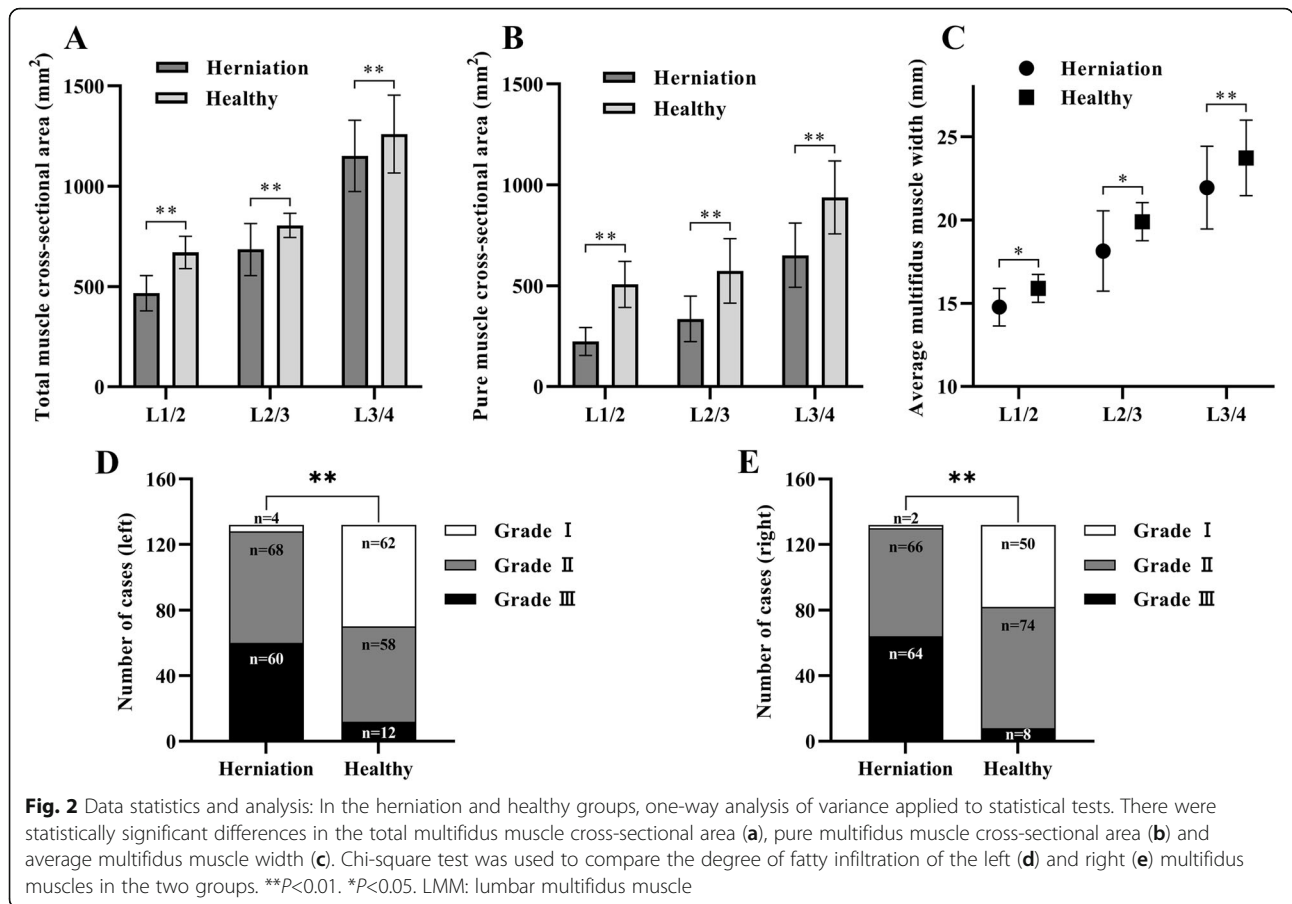 A
Herniation
Healthy
Total muscle cross-sectional area (mm²)
1500
1000
500
0
**
**
**
L1/2
L2/3
L3/4
B
Herniation
Healthy
Pure muscle cross-sectional area (mm²)
1500
1000
500
0
**
**
**
L1/2
L2/3
L3/4
C
Herniation
Healthy
Average multifidus muscle width (mm)
25
20
15
10
*
*
**
L1/2
L2/3
L3/4
D
**
Number of cases (left)
160
120
80
40
0
n=4
n=68
n=60
n=62
n=58
n=12
Herniation
Healthy
Grade Ⅰ
Grade Ⅱ
Grade Ⅲ
E
**
Number of cases (right)
160
120
80
40
0
n=2
n=66
n=64
n=50
n=74
n=8
Herniation
Healthy
Grade Ⅰ
Grade Ⅱ
Grade Ⅲ
Fig. 2 Data statistics and analysis: In the herniation and healthy groups, one-way analysis of variance applied to statistical tests. There were
statistically significant differences in the total multifidus muscle cross-sectional area (a), pure multifidus muscle cross-sectional area (b) and
average multifidus muscle width (c). Chi-square test was used to compare the degree of fatty infiltration of the left (d) and right (e) multifidus
muscles in the two groups. **P<0.01. *P<0.05. LMM: lumbar multifidus muscle